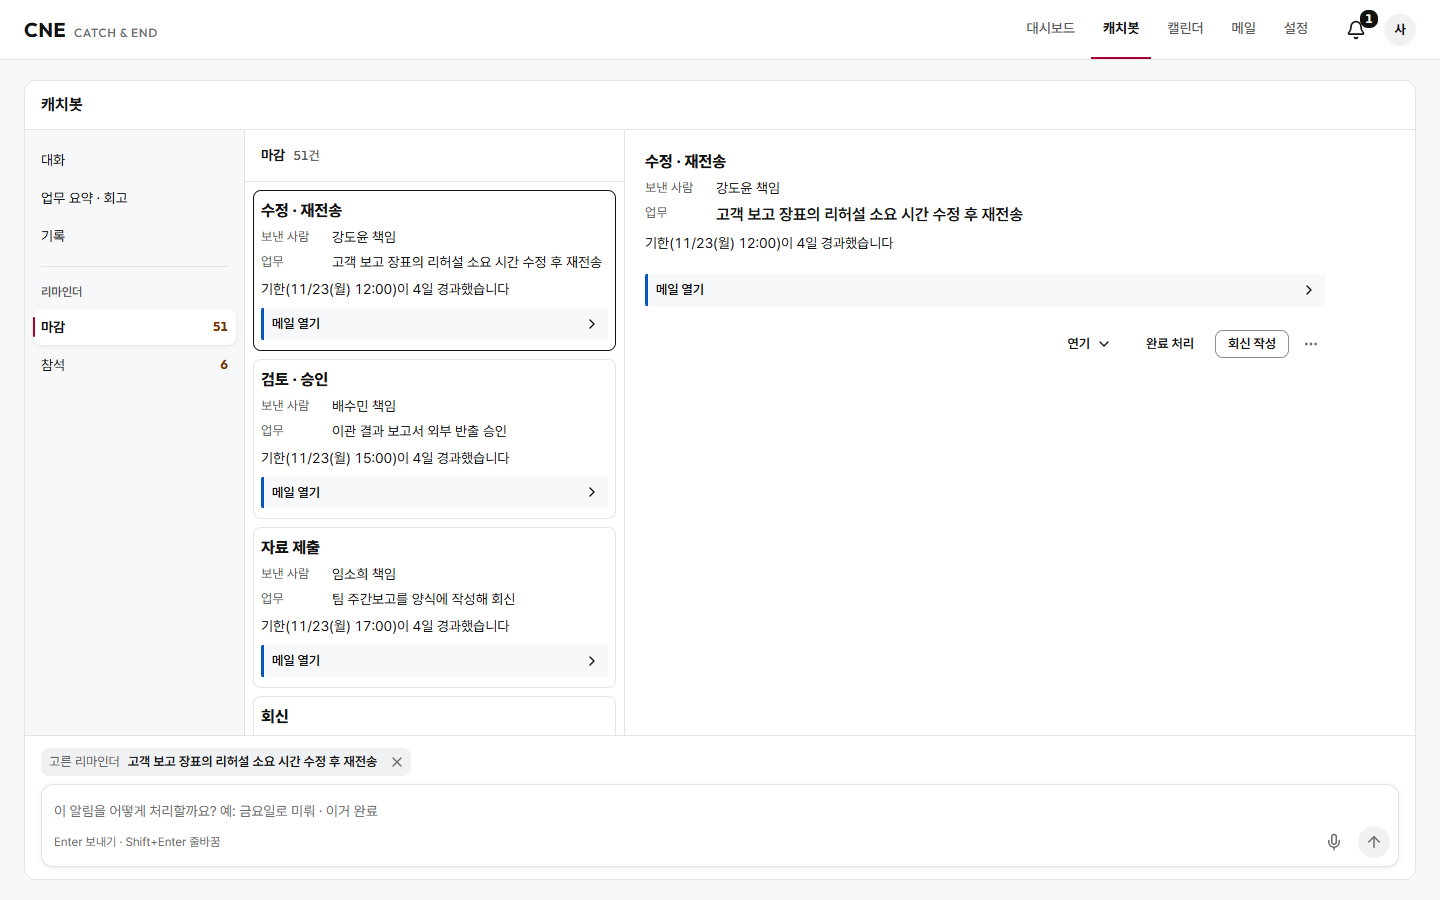 CNE CATCH & END
대시보드 캐치봇 캘린더 메일 설정 1 사
캐치봇
대화
업무 요약 · 회고
기록
리마인더
마감 51
참석 6
마감 51건
수정 · 재전송
보낸 사람 강도윤 책임
업무 고객 보고 장표의 리허설 소요 시간 수정 후 재전송
기한(11/23(월) 12:00)이 4일 경과했습니다
메일 열기
검토 · 승인
보낸 사람 배수민 책임
업무 이관 결과 보고서 외부 반출 승인
기한(11/23(월) 15:00)이 4일 경과했습니다
메일 열기
자료 제출
보낸 사람 임소희 책임
업무 팀 주간보고를 양식에 작성해 회신
기한(11/23(월) 17:00)이 4일 경과했습니다
메일 열기
회신
수정 · 재전송
보낸 사람 강도윤 책임
업무 고객 보고 장표의 리허설 소요 시간 수정 후 재전송
기한(11/23(월) 12:00)이 4일 경과했습니다
메일 열기
연기 완료 처리 회신 작성
고른 리마인더 고객 보고 장표의 리허설 소요 시간 수정 후 재전송
이 알림을 어떻게 처리할까요? 예: 금요일로 미뤄 · 이거 완료
Enter 보내기 · Shift+Enter 줄바꿈